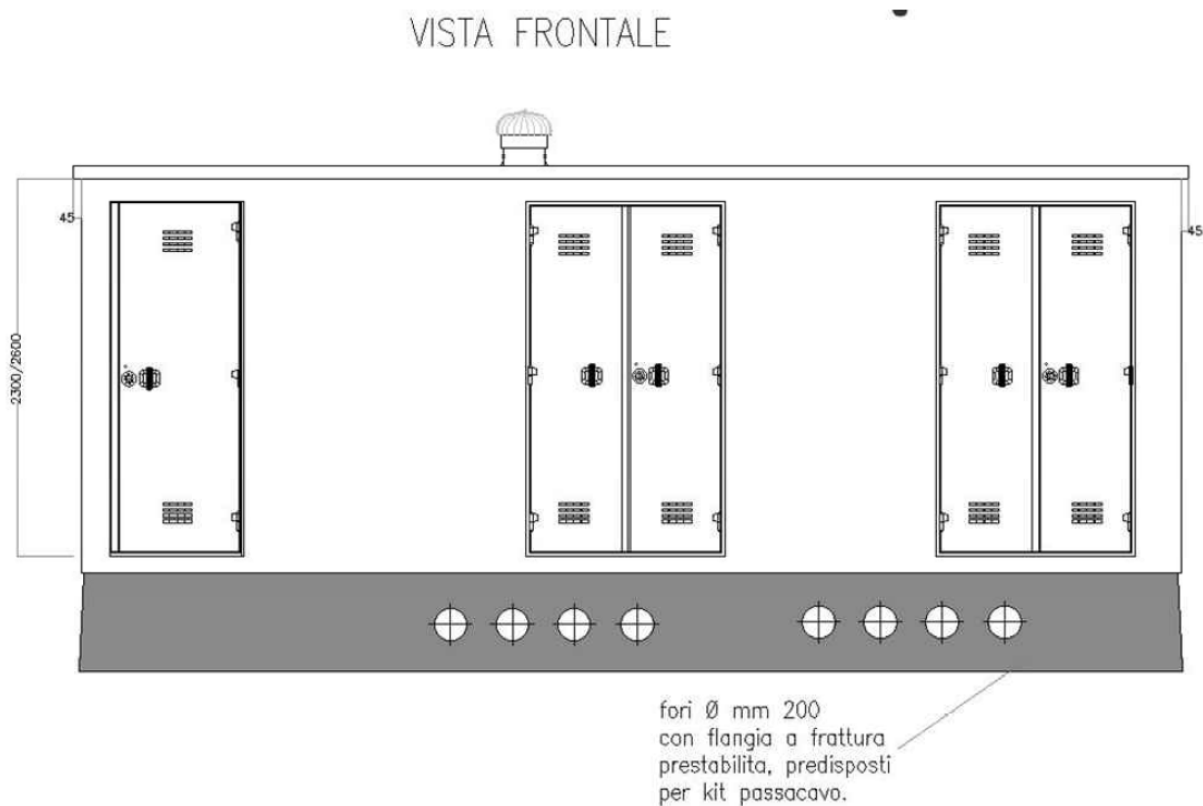 VISTA FRONTALE
45
45
2300/2600
fori Ø mm 200
con flangia a frattura
prestabilita, predisposti
per kit passacavo.